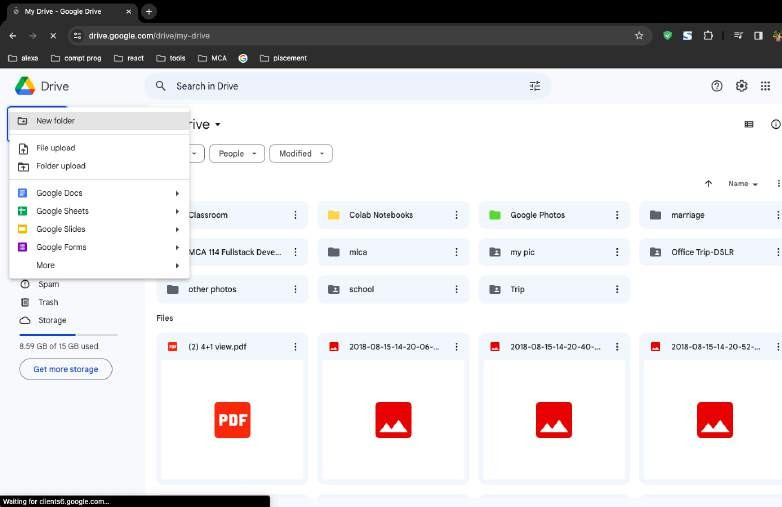 My Drive - Google Drive
drive.google.com/drive/my-drive
alexa compt prog react tools MCA placement
Drive
Search in Drive
New folder
File upload
Folder upload
Google Docs
Google Sheets
Google Slides
Google Forms
More
Spam
Trash
Storage
8.59 GB of 15 GB used
Get more storage
rive
People Modified
Name
Classroom Colab Notebooks Google Photos marriage
MCA 114 Fullstack Deve... mlca my pic Office Trip-DSLR
other photos school Trip
Files
(2) 4+1 view.pdf 2018-08-15-14-20-06-... 2018-08-15-14-20-40-... 2018-08-15-14-20-52-...
PDF
Waiting for clients6.google.com...